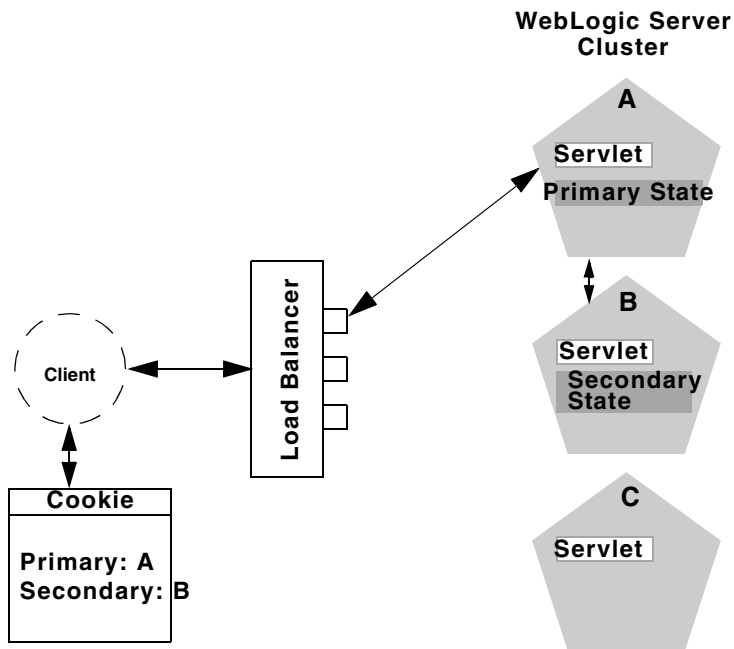 WebLogic Server
Cluster
A
Servlet
Primary State
Load Balancer
B
Servlet
Secondary
State
Client
Cookie
Primary: A
Secondary: B
C
Servlet